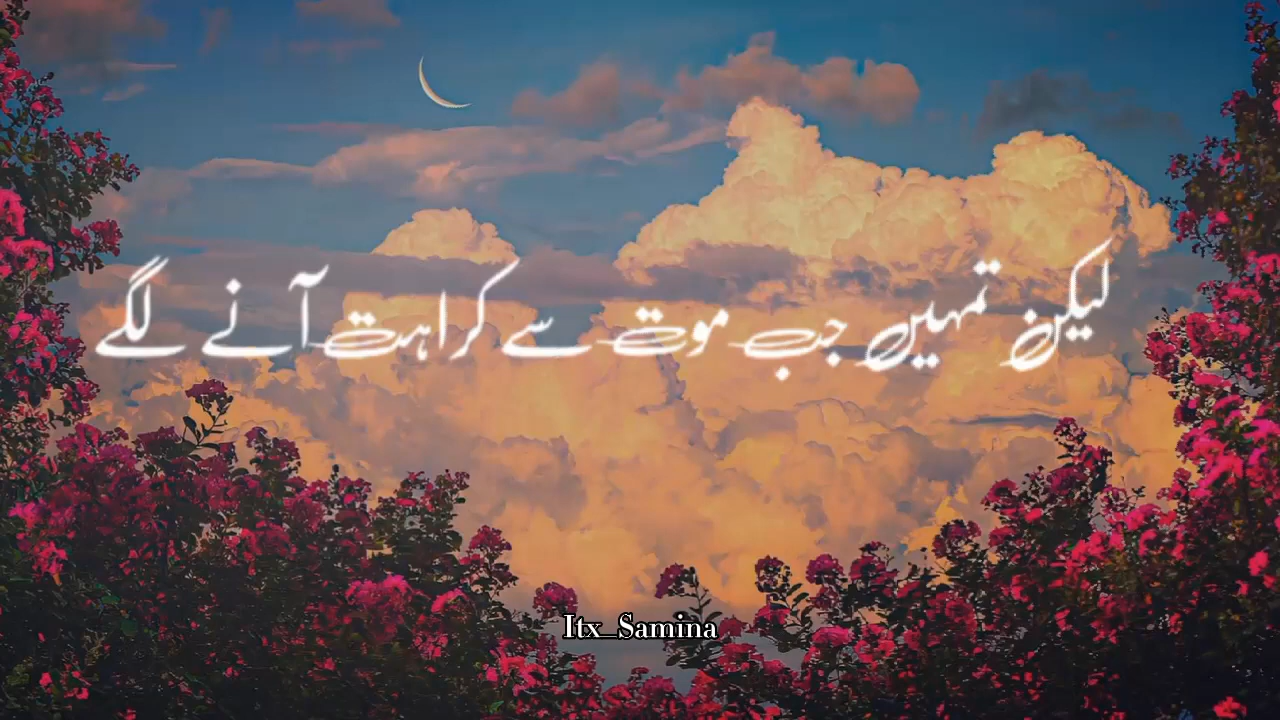 لیکن تمہیں جب موت سے کراہت آنے لگے
Itx_Samina